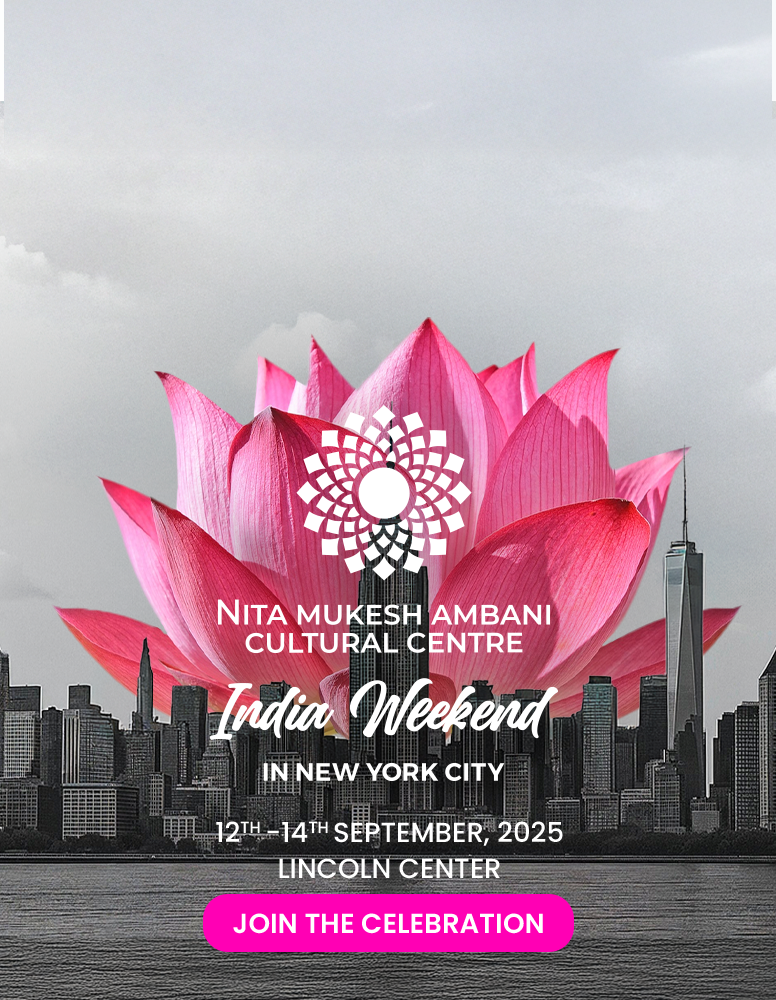 NITA MUKESH AMBANI
CULTURAL CENTRE
India Weekend
IN NEW YORK CITY
12TH –14TH SEPTEMBER, 2025
LINCOLN CENTER
JOIN THE CELEBRATION